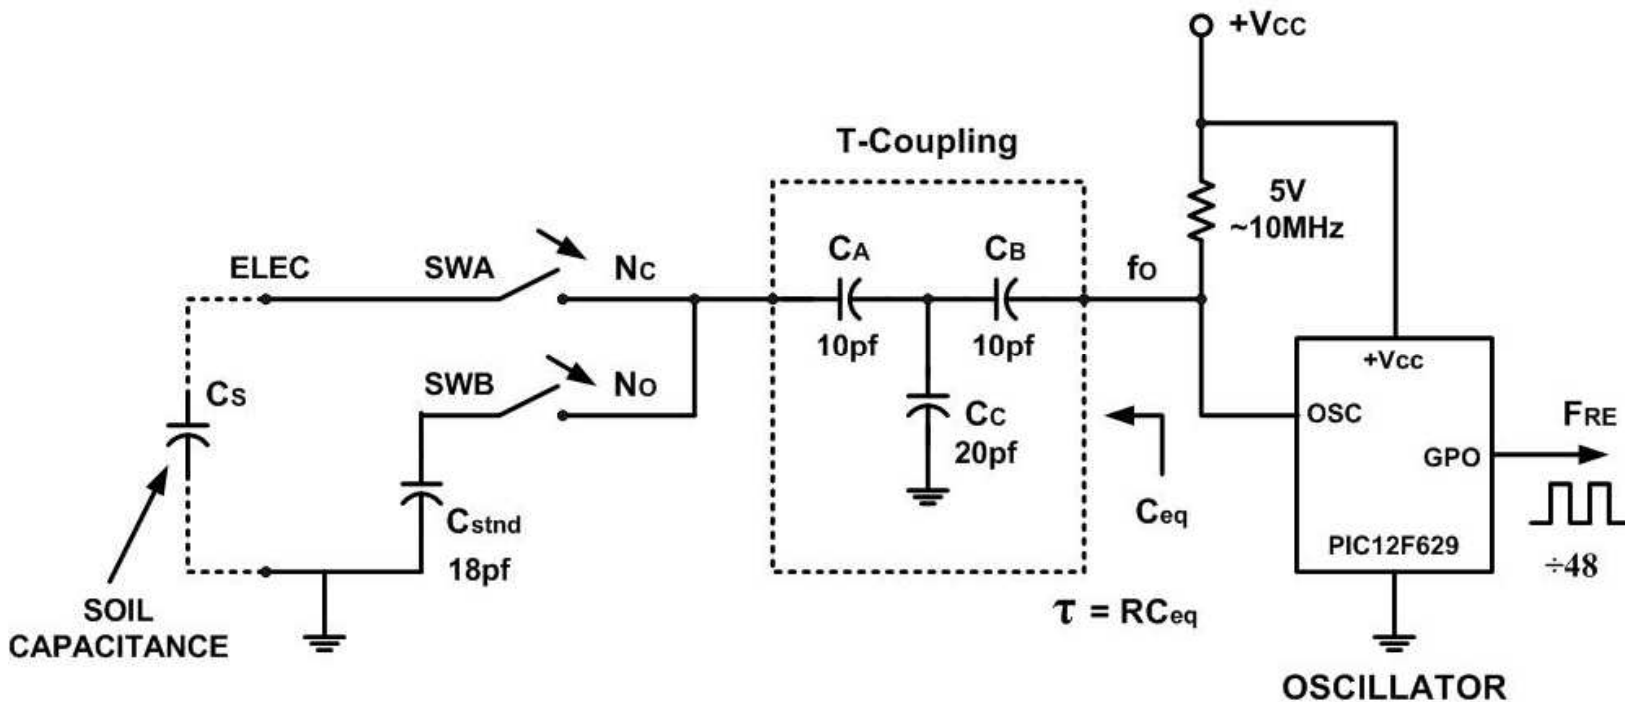 +VCC
T-Coupling
5V
~10MHz
ELEC
SWA
NC
CA
CB
fO
10pf
10pf
SWB
NO
+Vcc
CS
CC
20pf
OSC
FRE
GPO
Cstnd
18pf
Ceq
PIC12F629
÷48
SOIL
CAPACITANCE
τ = RCeq
OSCILLATOR